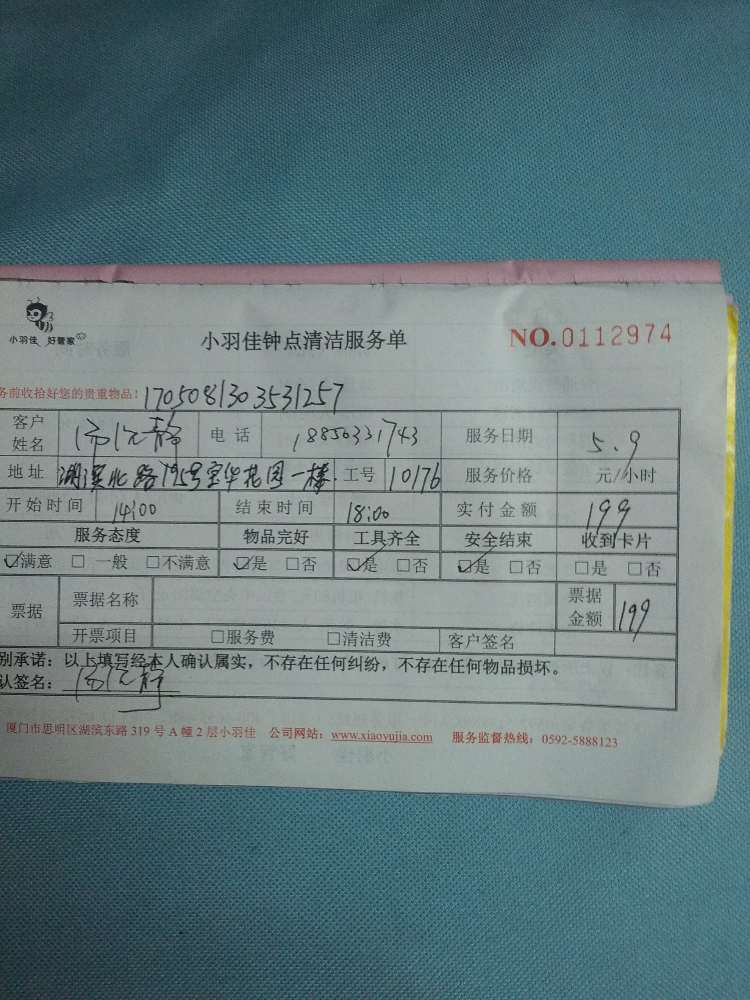 小羽佳 好管家
小羽佳钟点清洁服务单
NO.0112974
务前收拾好您的贵重物品！1705081303531257
客户姓名 电话 18850331743 服务日期 5.9
地址 工号 10176 服务价格 元/小时
开始时间 14:00 结束时间 18:00 实付金额 199
服务态度 物品完好 工具齐全 安全结束 收到卡片
☑满意 □一般 □不满意 ☑是 □否 ☑是 □否 ☑是 □否 □是 □否
票据 票据名称 票据金额 199
开票项目 □服务费 □清洁费 客户签名
别承诺：以上填写经本人确认属实，不存在任何纠纷，不存在任何物品损坏。
认签名：
厦门市思明区湖滨东路 319 号 A 幢 2 层小羽佳 公司网站：www.xiaoyujia.com 服务监督热线：0592-5888123